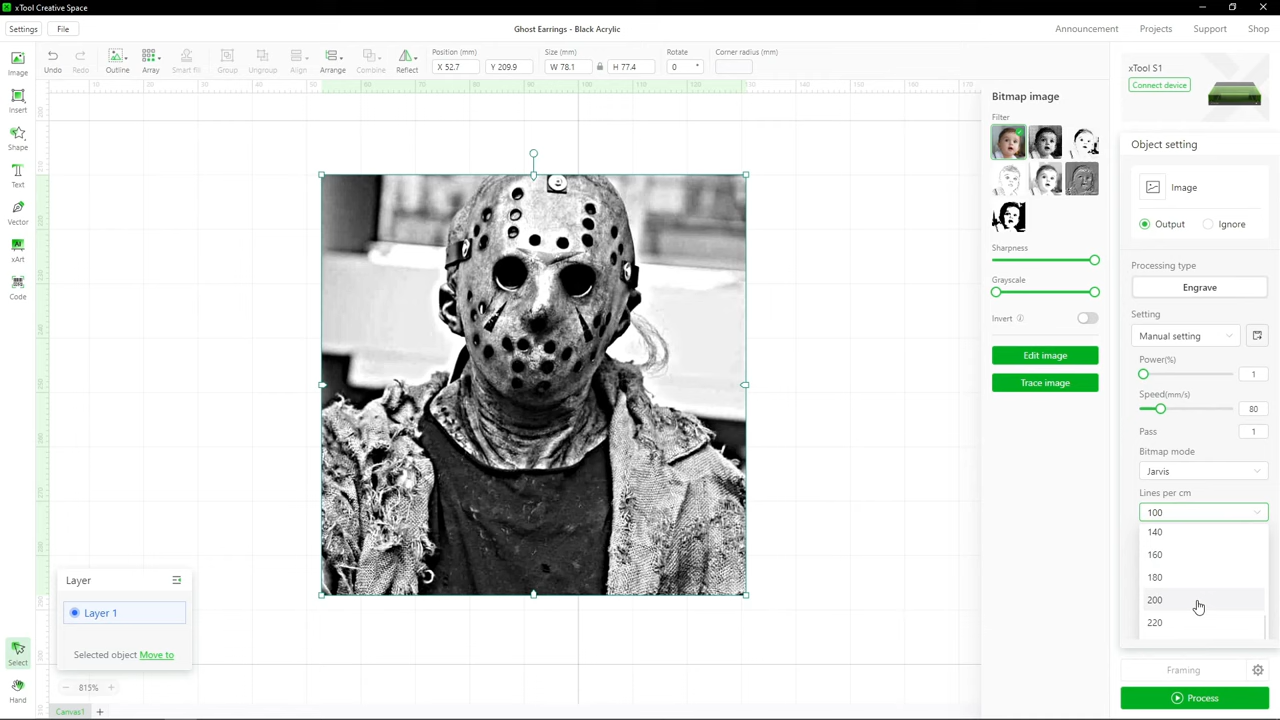 xTool Creative Space
Settings
File
Ghost Earrings - Black Acrylic
Announcement
Projects
Support
Shop
Image
Undo
Redo
Outline
Array
Smart fill
Group
Ungroup
Align
Arrange
Combine
Reflect
Position (mm)
X 52.7
Y 209.9
Size (mm)
W 78.1
H 77.4
Rotate
0 °
Corner radius (mm)
Insert
Shape
Text
Vector
AI
xArt
Code
Select
Hand
Bitmap image
Filter
Sharpness
Grayscale
Invert
Edit image
Trace image
xTool S1
Connect device
Object setting
Image
Output
Ignore
Processing type
Engrave
Setting
Manual setting
Power(%)
1
Speed(mm/s)
80
Pass
1
Bitmap mode
Jarvis
Lines per cm
100
140
160
180
200
220
Framing
Process
Layer
Layer 1
Selected object Move to
815%
Canvas1